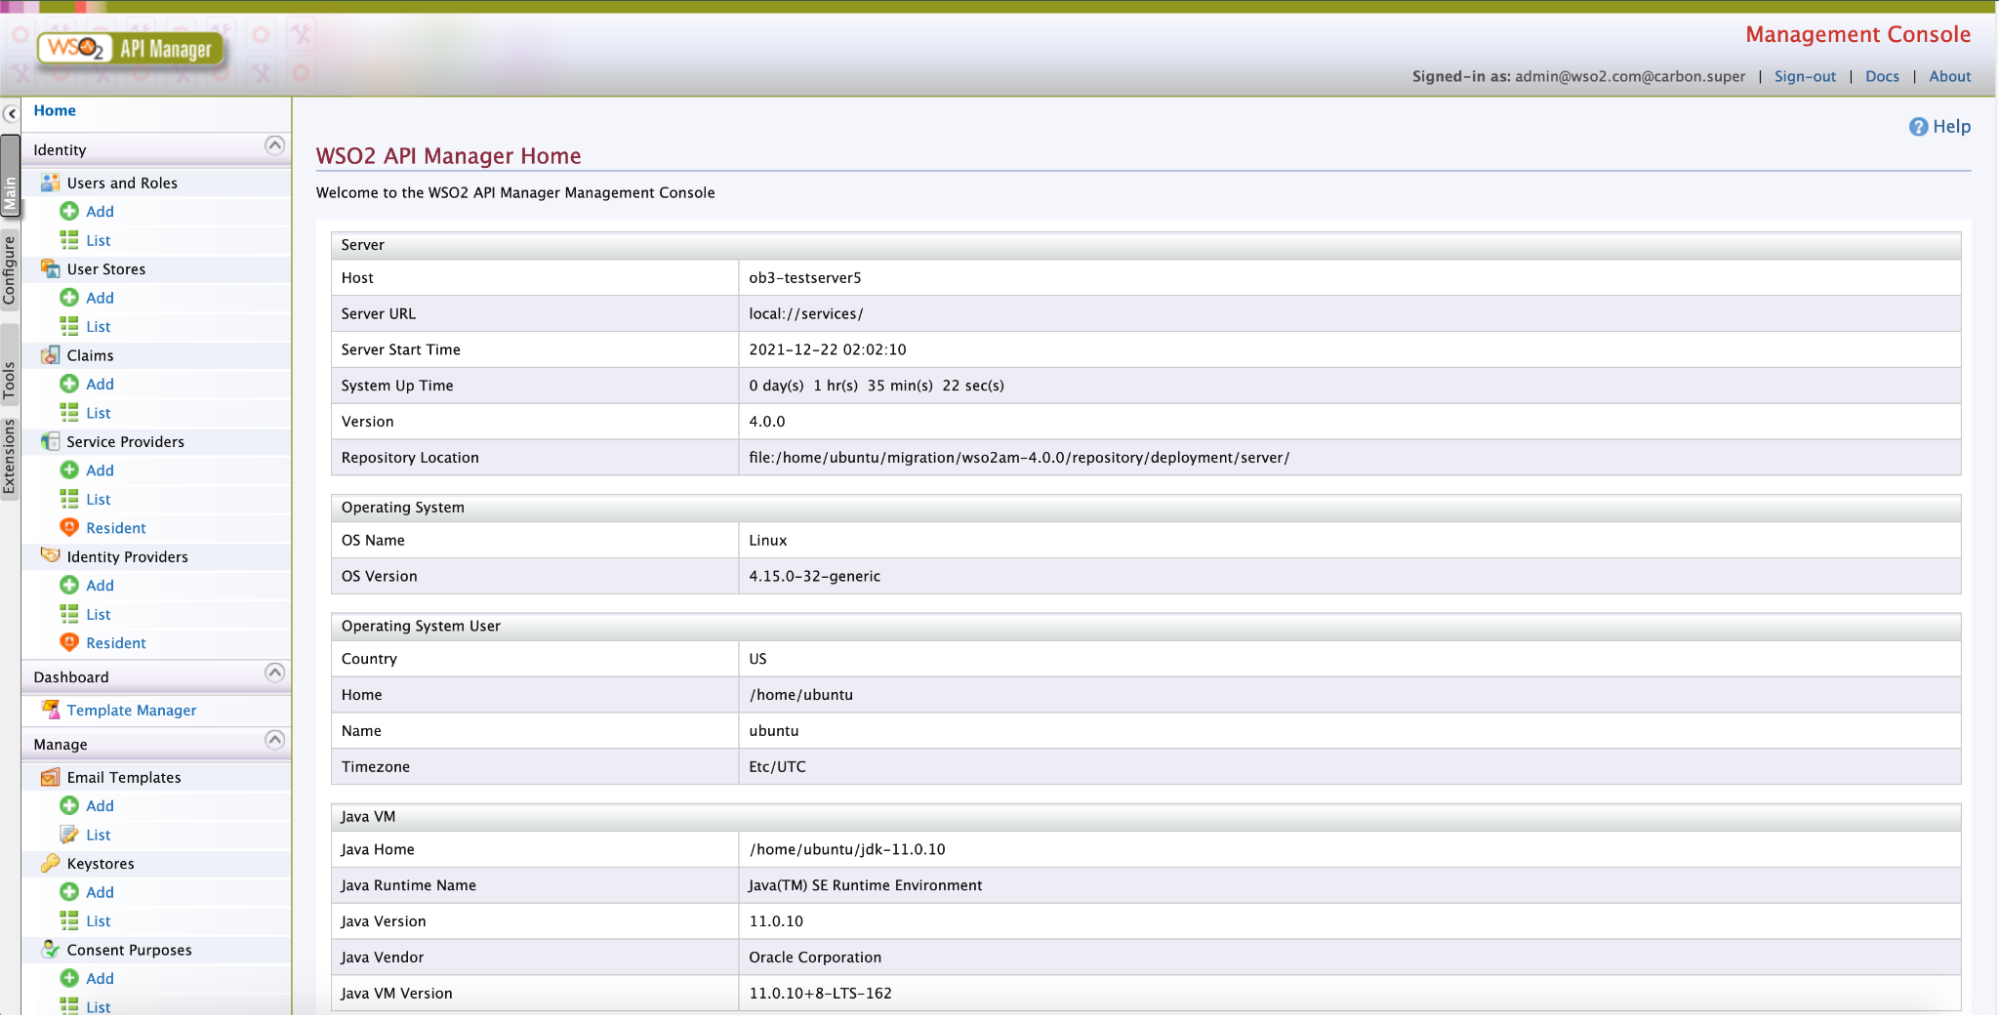 WSO2 API Manager
Management Console
Signed-in as: admin@wso2.com@carbon.super | Sign-out | Docs | About
Main
Configure
Tools
Extensions
Home
Identity
Users and Roles
Add
List
User Stores
Add
List
Claims
Add
List
Service Providers
Add
List
Resident
Identity Providers
Add
List
Resident
Dashboard
Template Manager
Manage
Email Templates
Add
List
Keystores
Add
List
Consent Purposes
Add
List
Help
WSO2 API Manager Home
Welcome to the WSO2 API Manager Management Console
Server
Host ob3-testserver5
Server URL local://services/
Server Start Time 2021-12-22 02:02:10
System Up Time 0 day(s) 1 hr(s) 35 min(s) 22 sec(s)
Version 4.0.0
Repository Location file:/home/ubuntu/migration/wso2am-4.0.0/repository/deployment/server/
Operating System
OS Name Linux
OS Version 4.15.0-32-generic
Operating System User
Country US
Home /home/ubuntu
Name ubuntu
Timezone Etc/UTC
Java VM
Java Home /home/ubuntu/jdk-11.0.10
Java Runtime Name Java(TM) SE Runtime Environment
Java Version 11.0.10
Java Vendor Oracle Corporation
Java VM Version 11.0.10+8-LTS-162